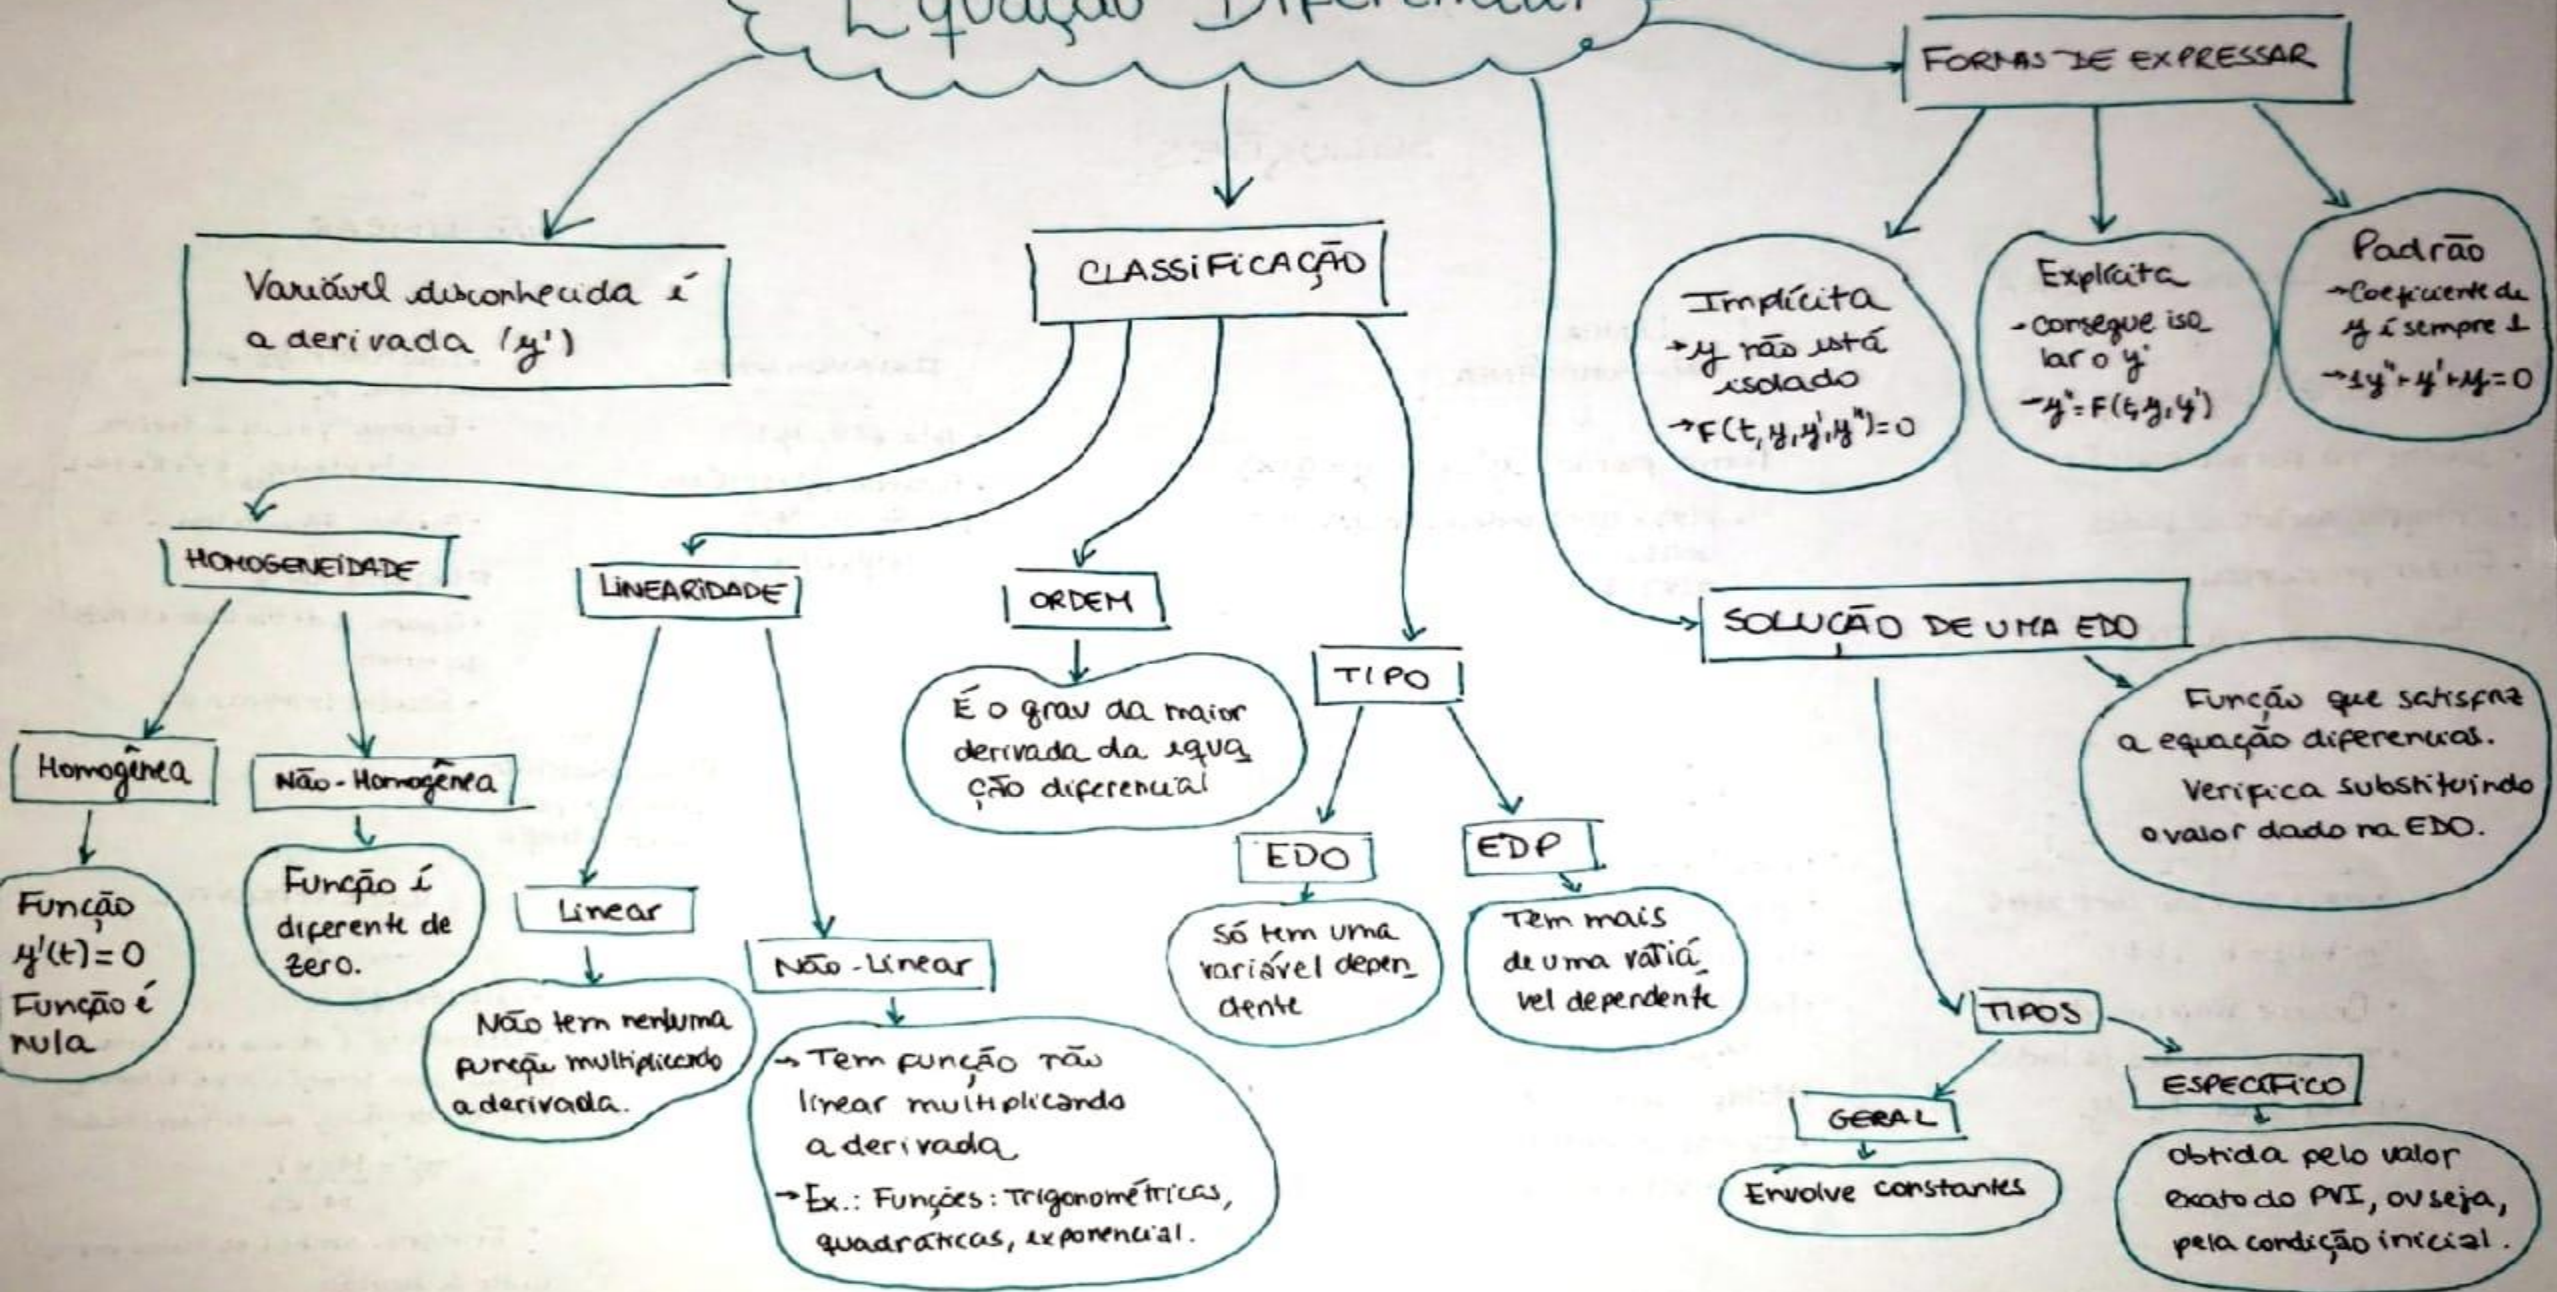 Equação Diferencial
FORMAS DE EXPRESSAR
Variável disconhecida é
a derivada (y')
CLASSIFICAÇÃO
Implícita
→ y não está
isolado
→ F(t, y, y', y'') = 0
Explícita
- consegue iso
lar o y'
- y'' = F(t, y, y')
Padrão
→ Coeficiente de
y é sempre 1
→ 1y'' + y' + y = 0
HOMOGENEIDADE
LINEARIDADE
ORDEM
TIPO
SOLUÇÃO DE UMA EDO
Homogênea
Não-Homogênea
É o grau da maior
derivada da equa
ção diferencial
Função que satisfaz
a equação diferencial.
Verifica substituindo
o valor dado na EDO.
Função
y'(t) = 0
Função é
nula
Função é
diferente de
zero.
Linear
Não-Linear
EDO
EDP
Não tem nenhuma
função multiplicando
a derivada.
→ Tem função não
linear multiplicando
a derivada
→ Ex.: Funções: Trigonométricas,
quadráticas, exponencial.
Só tem uma
variável depen
dente
Tem mais
de uma variá
vel dependente
TIPOS
GERAL
ESPECÍFICO
Envolve constantes
obtida pelo valor
exato do PVI, ou seja,
pela condição inicial.